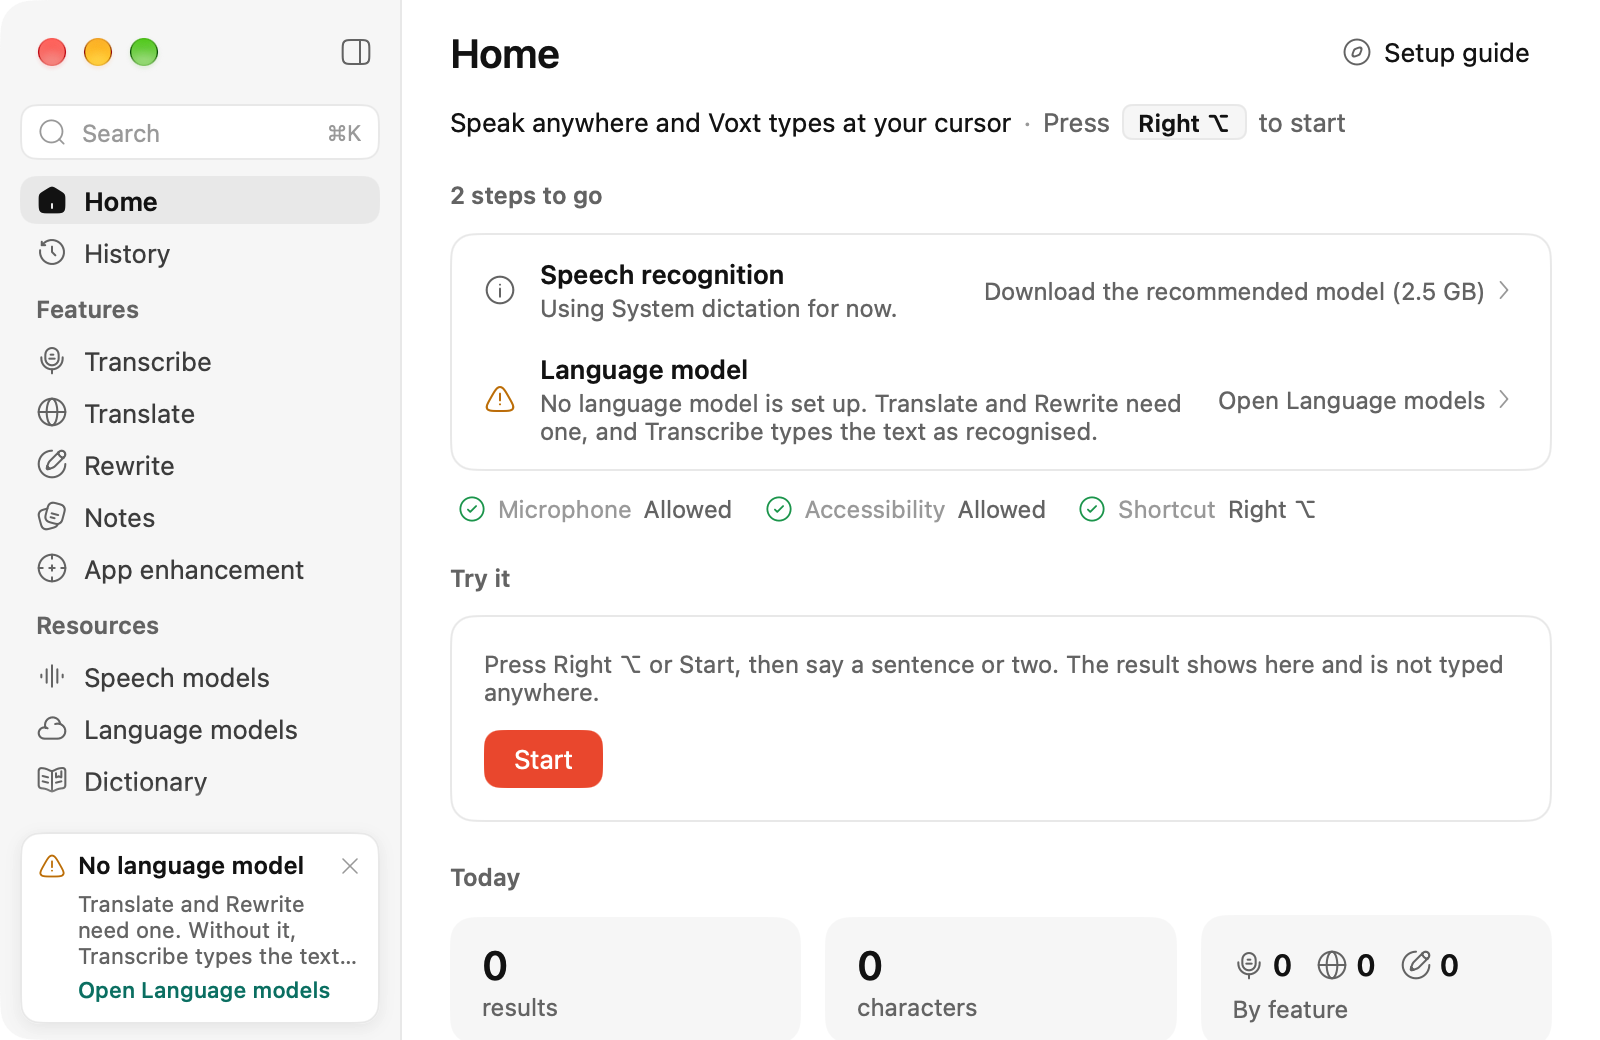 Search ⌘K
Home
History
Features
Transcribe
Translate
Rewrite
Notes
App enhancement
Resources
Speech models
Language models
Dictionary
No language model
Translate and Rewrite
need one. Without it,
Transcribe types the text...
Open Language models
Home
Setup guide
Speak anywhere and Voxt types at your cursor · Press Right ⌥ to start
2 steps to go
Speech recognition
Using System dictation for now.
Download the recommended model (2.5 GB)
Language model
No language model is set up. Translate and Rewrite need
one, and Transcribe types the text as recognised.
Open Language models
Microphone Allowed Accessibility Allowed Shortcut Right ⌥
Try it
Press Right ⌥ or Start, then say a sentence or two. The result shows here and is not typed
anywhere.
Start
Today
0
results
0
characters
0 0 0
By feature